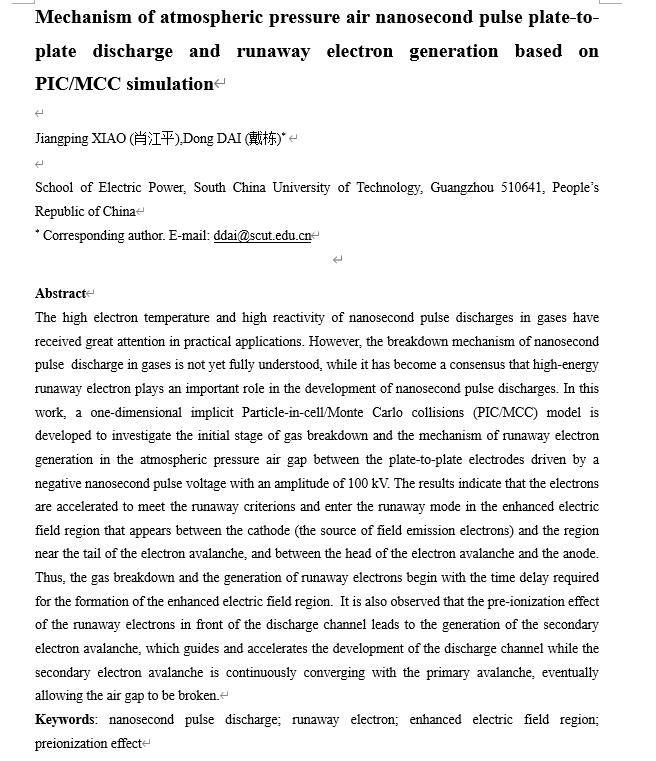 Mechanism of atmospheric pressure air nanosecond pulse plate-to-
plate discharge and runaway electron generation based on
PIC/MCC simulation↵
↵
Jiangping XIAO (肖江平),Dong DAI (戴栋)* ↵
↵
School of Electric Power, South China University of Technology, Guangzhou 510641, People’s
Republic of China↵
* Corresponding author. E-mail: ddai@scut.edu.cn↵
↵
Abstract↵
The high electron temperature and high reactivity of nanosecond pulse discharges in gases have
received great attention in practical applications. However, the breakdown mechanism of nanosecond
pulse  discharge in gases is not yet fully understood, while it has become a consensus that high-energy
runaway electron plays an important role in the development of nanosecond pulse discharges. In this
work, a one-dimensional implicit Particle-in-cell/Monte Carlo collisions (PIC/MCC) model is
developed to investigate the initial stage of gas breakdown and the mechanism of runaway electron
generation in the atmospheric pressure air gap between the plate-to-plate electrodes driven by a
negative nanosecond pulse voltage with an amplitude of 100 kV. The results indicate that the electrons
are accelerated to meet the runaway criterions and enter the runaway mode in the enhanced electric
field region that appears between the cathode (the source of field emission electrons) and the region
near the tail of the electron avalanche, and between the head of the electron avalanche and the anode.
Thus, the gas breakdown and the generation of runaway electrons begin with the time delay required
for the formation of the enhanced electric field region.  It is also observed that the pre-ionization effect
of the runaway electrons in front of the discharge channel leads to the generation of the secondary
electron avalanche, which guides and accelerates the development of the discharge channel while the
secondary electron avalanche is continuously converging with the primary avalanche, eventually
allowing the air gap to be broken.↵
Keywords: nanosecond pulse discharge; runaway electron; enhanced electric field region;
preionization effect↵